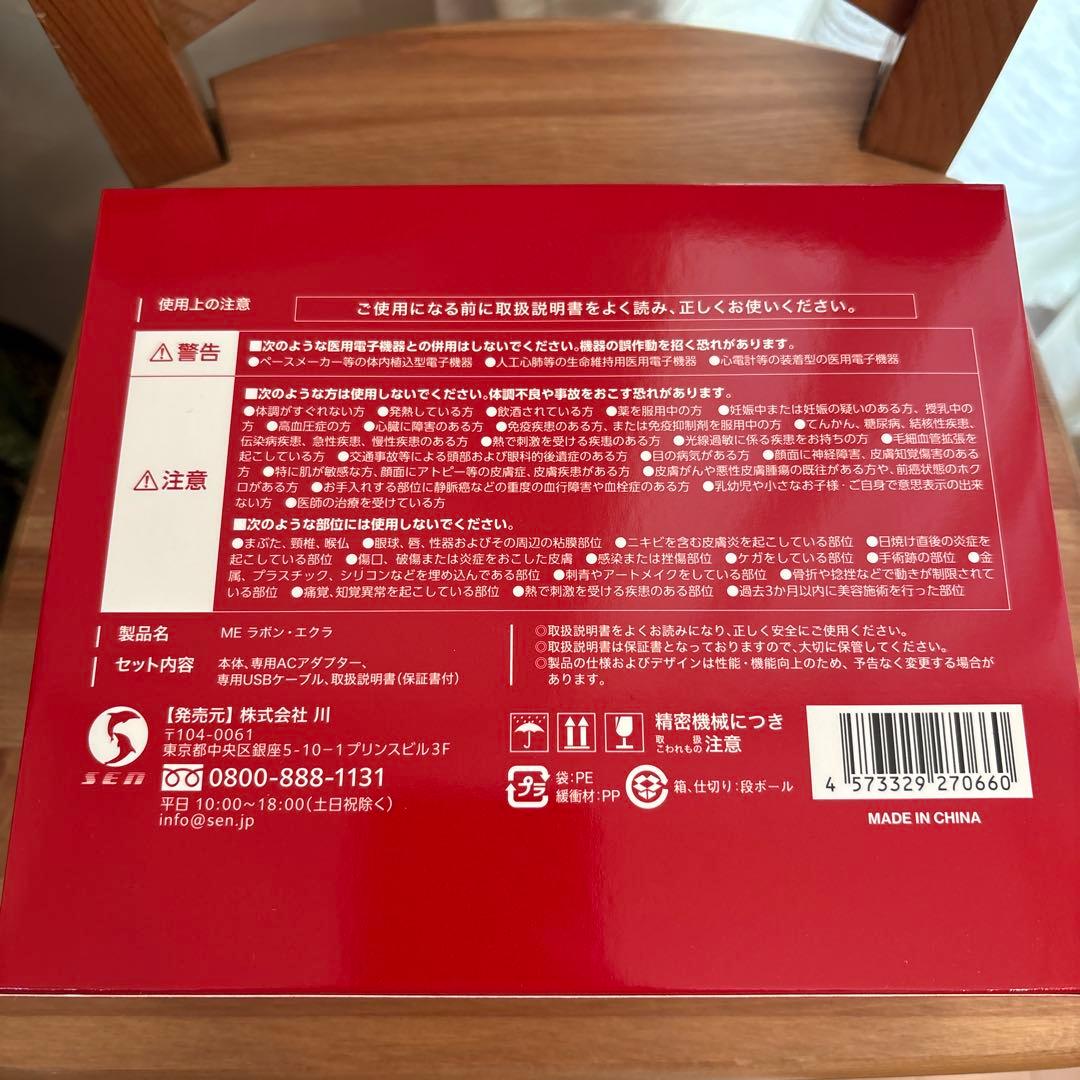 使用上の注意
ご使用になる前に取扱説明書をよく読み、正しくお使いください。
⚠警告
■次のような医用電子機器との併用はしないでください。機器の誤作動を招く恐れがあります。
●ペースメーカー等の体内植込型電子機器 ●人工心肺等の生命維持用医用電子機器 ●心電計等の装着型の医用電子機器
⚠注意
■次のような方は使用しないでください。体調不良や事故をおこす恐れがあります。
●体調がすぐれない方 ●発熱している方 ●飲酒されている方 ●薬を服用中の方 ●妊娠中または妊娠の疑いのある方、授乳中の
方 ●高血圧症の方 ●心臓に障害のある方 ●免疫疾患のある方、または免疫抑制剤を服用中の方 ●てんかん、糖尿病、結核性疾患、
伝染病疾患、急性疾患、慢性疾患のある方 ●熱で刺激を受ける疾患のある方 ●光線過敏に係る疾患をお持ちの方 ●毛細血管拡張を
起こしている方 ●交通事故等による頭部および眼科的後遺症のある方 ●目の病気がある方 ●顔面に神経障害、皮膚知覚障害のあ
る方 ●特に肌が敏感な方、顔面にアトピー等の皮膚症、皮膚疾患がある方 ●皮膚がんや悪性皮膚腫瘍の既往がある方や、前癌状態のホク
ロがある方 ●お手入れする部位に静脈瘤などの重度の血行障害や血栓症のある方 ●乳幼児や小さなお子様・ご自身で意思表示の出来
ない方 ●医師の治療を受けている方
■次のような部位には使用しないでください。
●まぶた、頸椎、喉仏 ●眼球、唇、性器およびその周辺の粘膜部位 ●ニキビを含む皮膚炎を起こしている部位 ●日焼け直後の炎症を
起こしている部位 ●傷口、破傷または炎症をおこした皮膚 ●感染または挫傷部位 ●ケガをしている部位 ●手術跡の部位 ●金
属、プラスチック、シリコンなどを埋め込んである部位 ●刺青やアートメイクをしている部位 ●骨折や捻挫などで動きが制限されて
いる部位 ●痛覚、知覚異常を起こしている部位 ●熱で刺激を受ける疾患のある部位 ●過去3か月以内に美容施術を行った部位
製品名 ME ラボン・エクラ
セット内容 本体、専用ACアダプター、
専用USBケーブル、取扱説明書(保証書付)
◎取扱説明書をよくお読みになり、正しく安全にご使用ください。
◎取扱説明書は保証書となっておりますので、大切に保管してください。
◎製品の仕様およびデザインは性能・機能向上のため、予告なく変更する場合が
あります。
SEN
【発売元】株式会社 川
〒104-0061
東京都中央区銀座5-10-1プリンスビル3F
0800-888-1131
平日 10:00〜18:00(土日祝除く)
info@sen.jp
精密機械につき
取扱注意
こわれもの
プラ
袋:PE
緩衝材:PP
箱、仕切り:段ボール
4 573329 270660
MADE IN CHINA